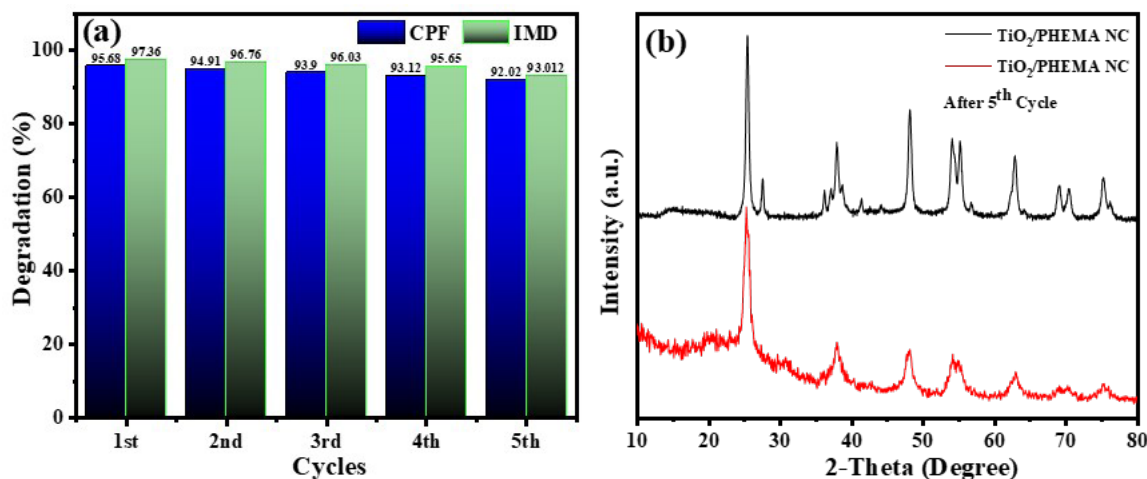 (a)
CPF
IMD
100
80
60
40
20
0
95.68
97.36
94.91
96.76
93.9
96.03
93.12
95.65
92.02
93.012
1st
2nd
3rd
4th
5th
Cycles
Degradation (%)
(b)
TiO2/PHEMA NC
TiO2/PHEMA NC
After 5th Cycle
Intensity (a.u.)
10
20
30
40
50
60
70
80
2-Theta (Degree)